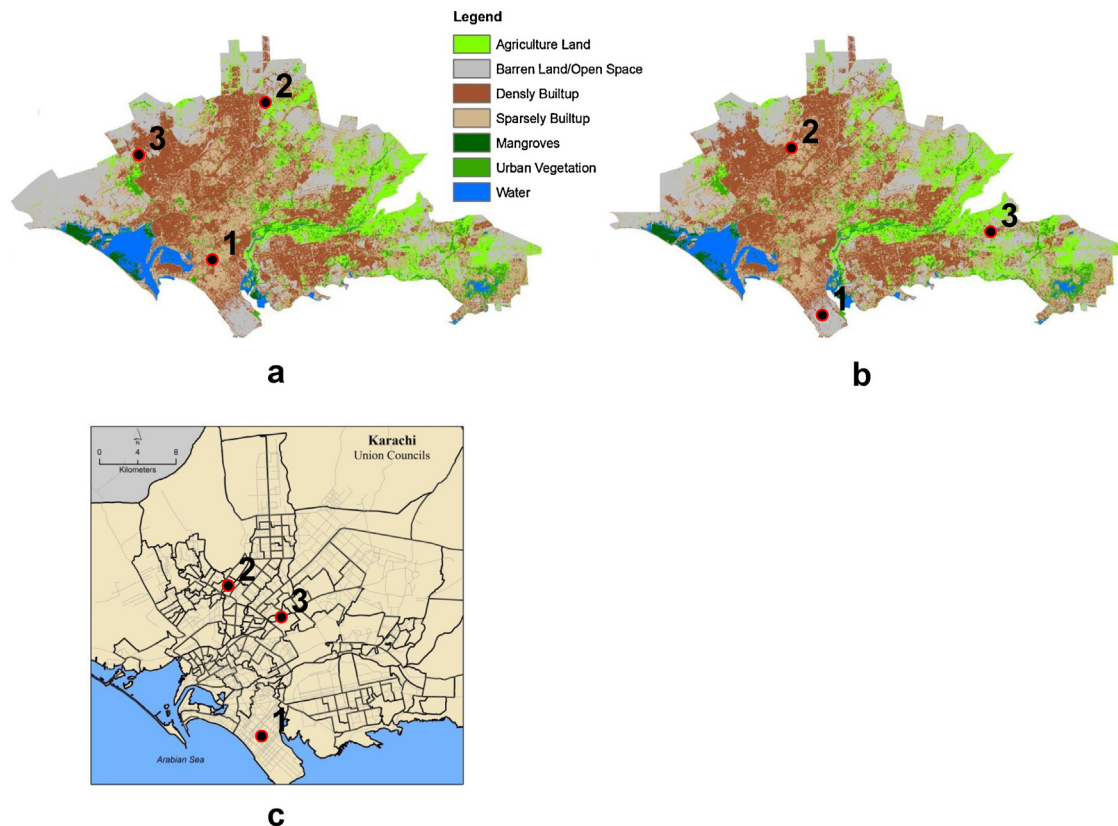 Legend
Agriculture Land
Barren Land/Open Space
Densly Builtup
Sparsely Builtup
Mangroves
Urban Vegetation
Water
2
3
1
a
2
3
1
b
N
0 4 8
Kilometers
Karachi
Union Councils
2
3
1
Arabian Sea
c